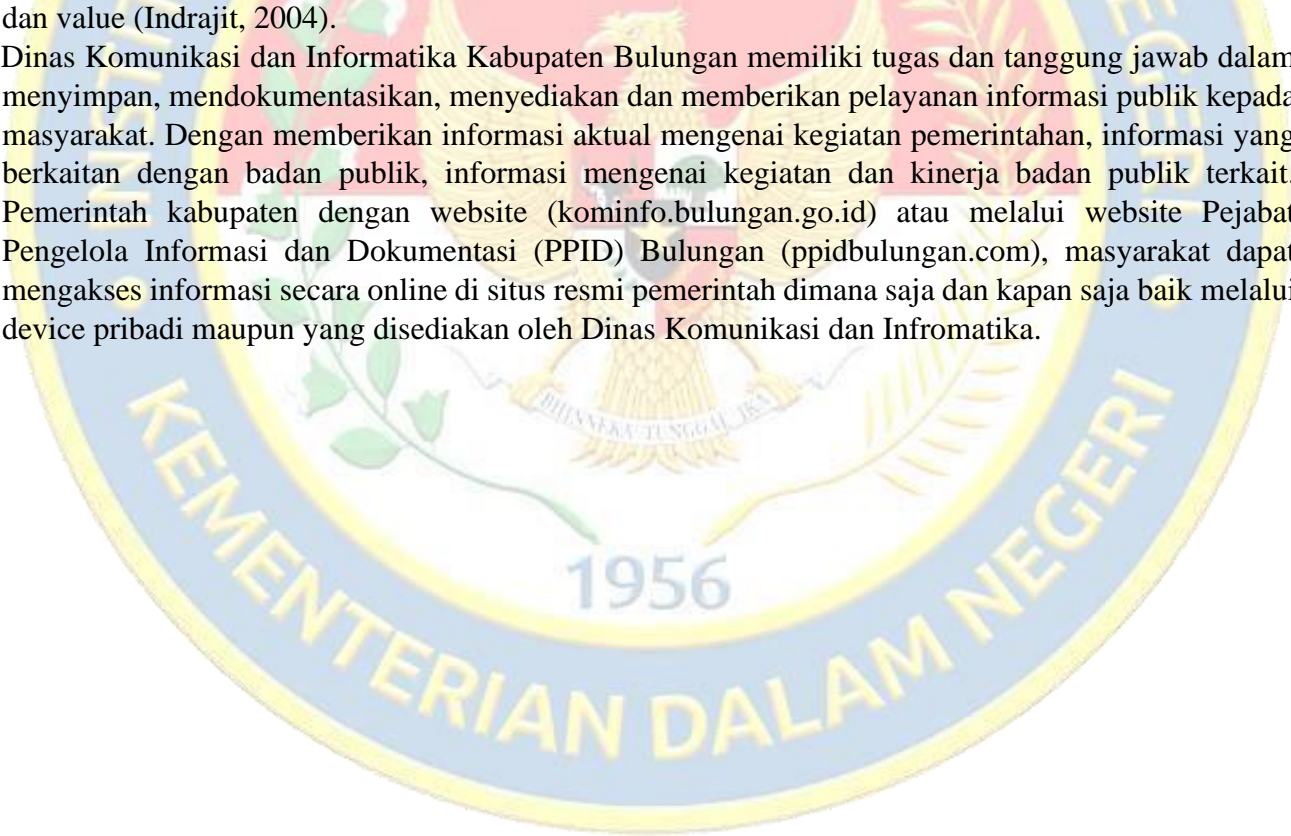 dan value (Indrajit, 2004).
Dinas Komunikasi dan Informatika Kabupaten Bulungan memiliki tugas dan tanggung jawab dalam
menyimpan, mendokumentasikan, menyediakan dan memberikan pelayanan informasi publik kepada
masyarakat. Dengan memberikan informasi aktual mengenai kegiatan pemerintahan, informasi yang
berkaitan dengan badan publik, informasi mengenai kegiatan dan kinerja badan publik terkait.
Pemerintah kabupaten dengan website (kominfo.bulungan.go.id) atau melalui website Pejabat
Pengelola Informasi dan Dokumentasi (PPID) Bulungan (ppidbulungan.com), masyarakat dapat
mengakses informasi secara online di situs resmi pemerintah dimana saja dan kapan saja baik melalui
device pribadi maupun yang disediakan oleh Dinas Komunikasi dan Infromatika.
BHINNEKA TUNGGAL IKA
1956
KEMENTERIAN DALAM NEGERI